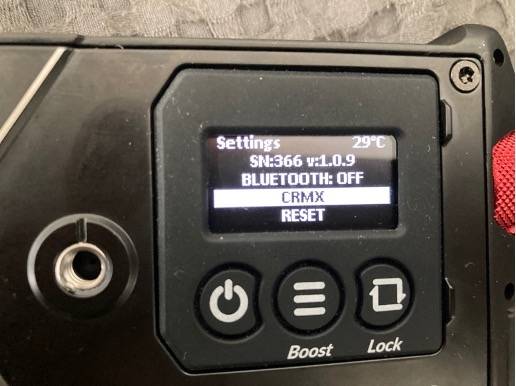 Settings 29°C
SN:366 v:1.0.9
BLUETOOTH: OFF
CRMX
RESET
Boost Lock